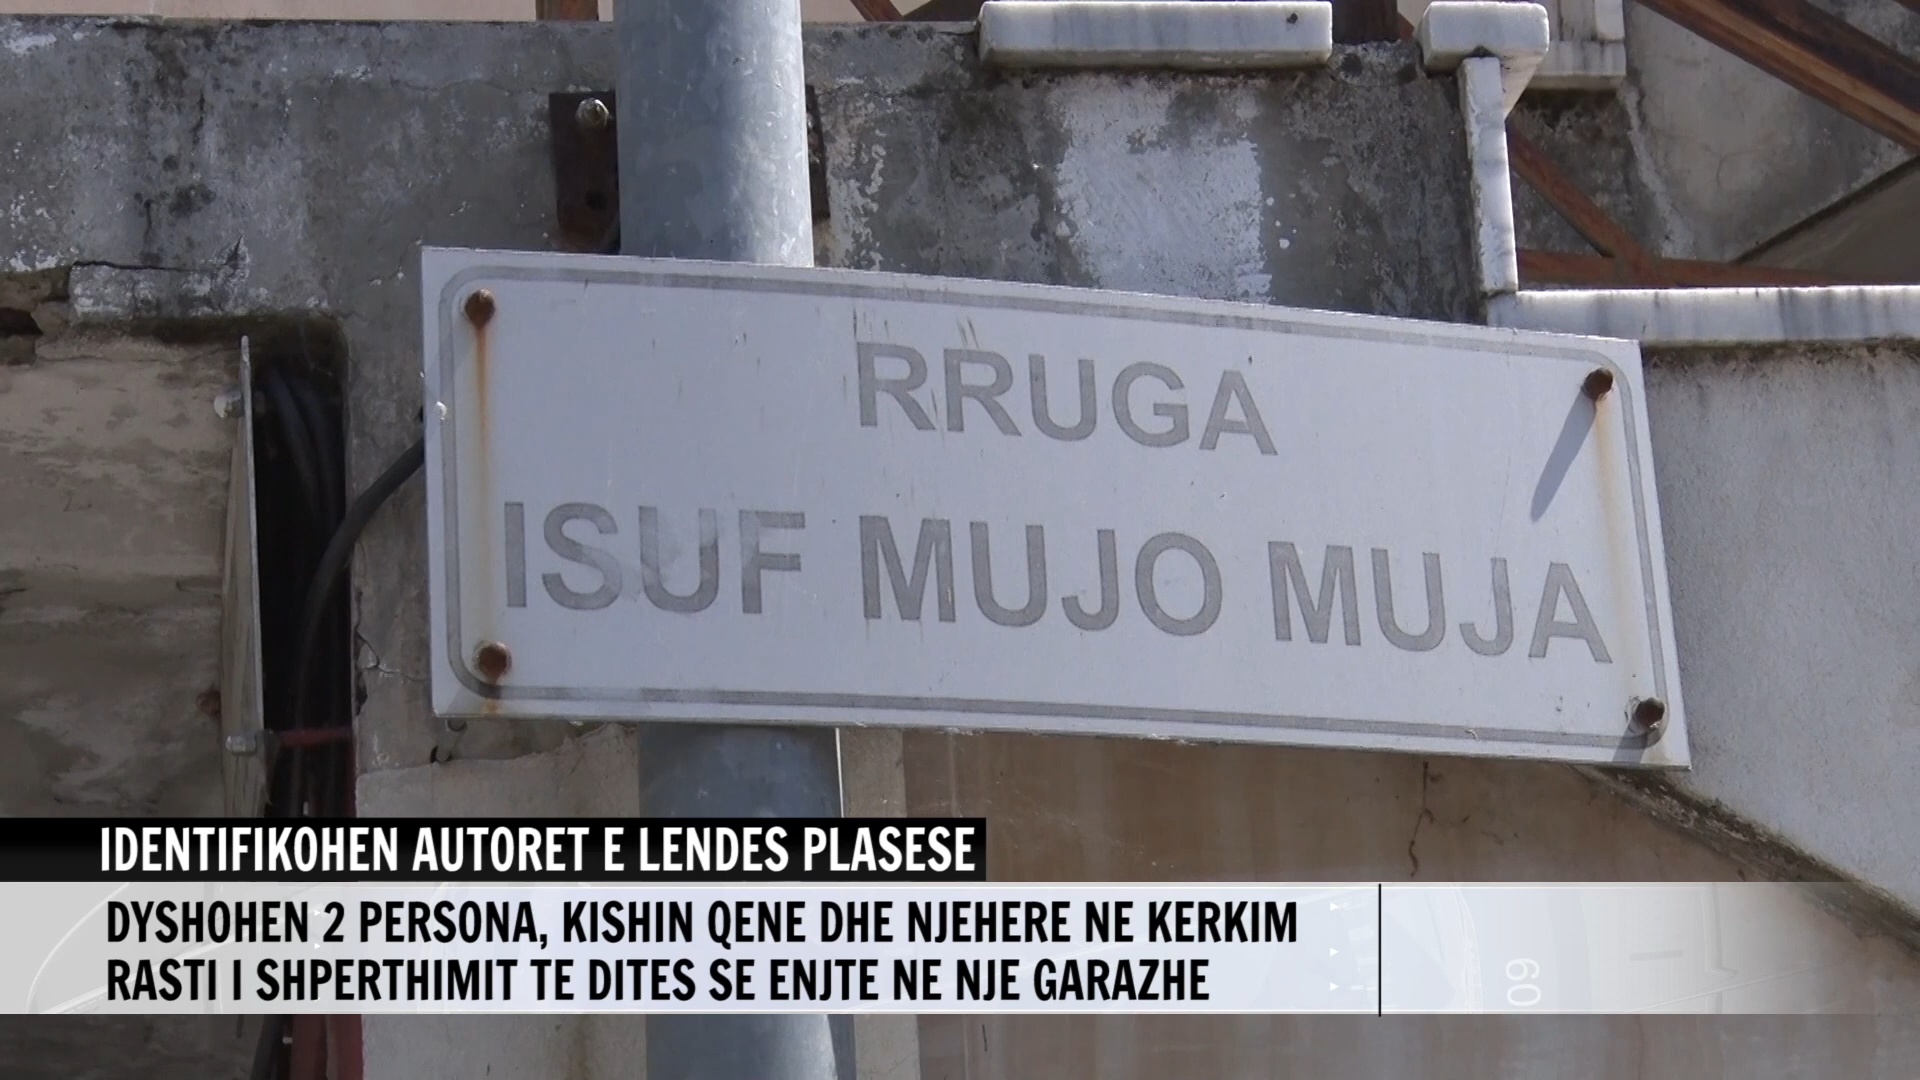 RRUGA
ISUF MUJO MUJA
IDENTIFIKOHEN AUTORET E LENDES PLASESE
DYSHOHEN 2 PERSONA, KISHIN QENE DHE NJEHERE NE KERKIM
RASTI I SHPERTHIMIT TE DITES SE ENJTE NE NJE GARAZHE
09